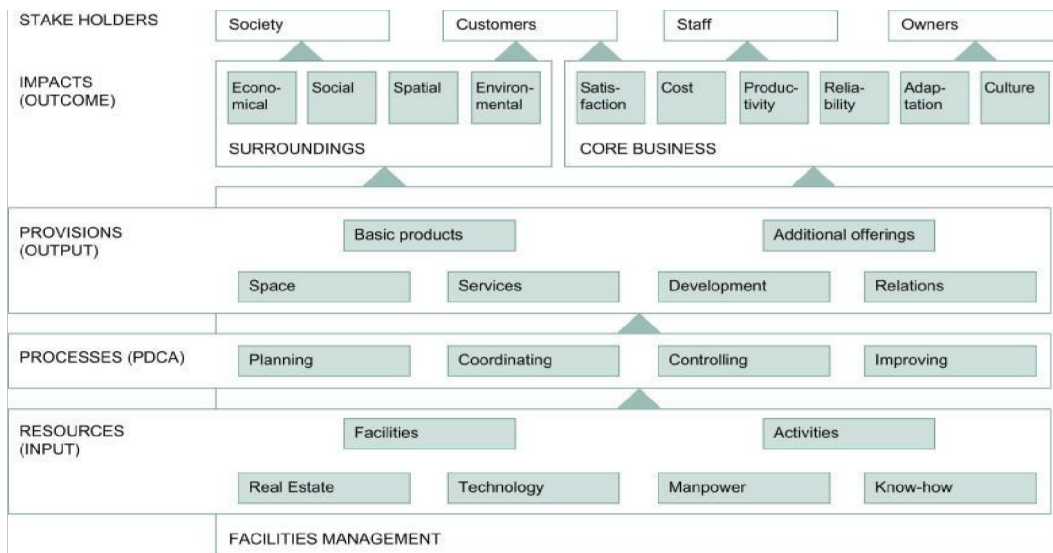 STAKE HOLDERS
Society
Customers
Staff
Owners
IMPACTS
(OUTCOME)
Econo-
mical
Social
Spatial
Environ-
mental
Satis-
faction
Cost
Produc-
tivity
Relia-
bility
Adap-
tation
Culture
SURROUNDINGS
CORE BUSINESS
PROVISIONS
(OUTPUT)
Basic products
Additional offerings
Space
Services
Development
Relations
PROCESSES (PDCA)
Planning
Coordinating
Controlling
Improving
RESOURCES
(INPUT)
Facilities
Activities
Real Estate
Technology
Manpower
Know-how
FACILITIES MANAGEMENT